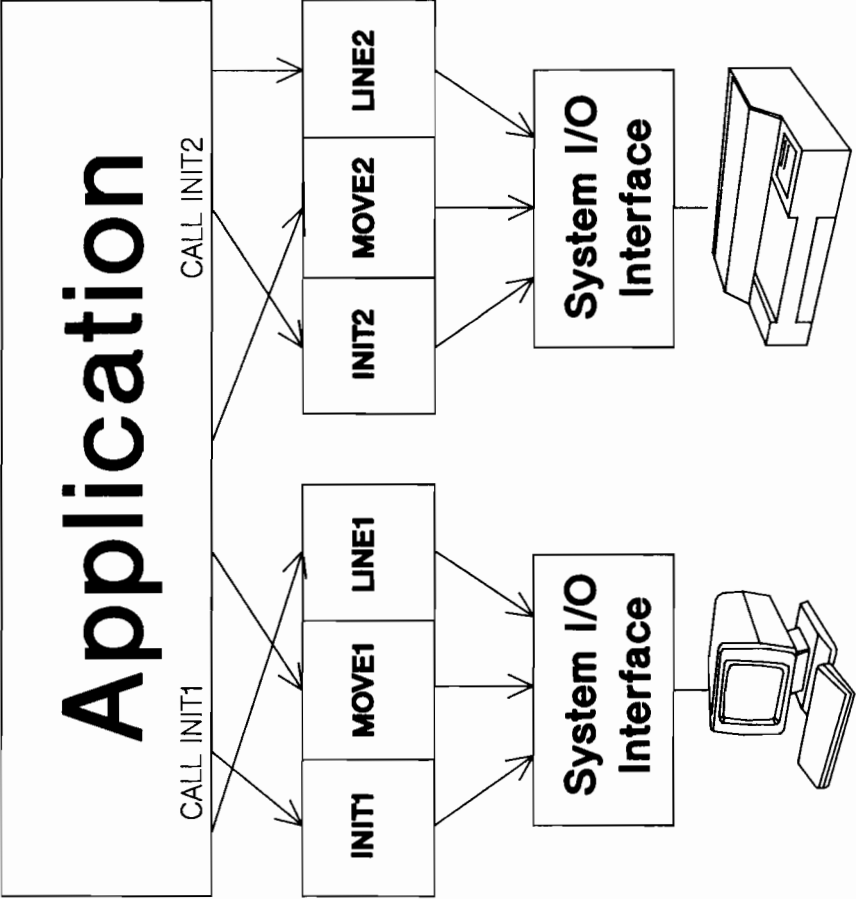 Application
CALL INIT1
CALL INIT2
INIT1
MOVE1
LINE1
INIT2
MOVE2
LINE2
System I/O
Interface
System I/O
Interface